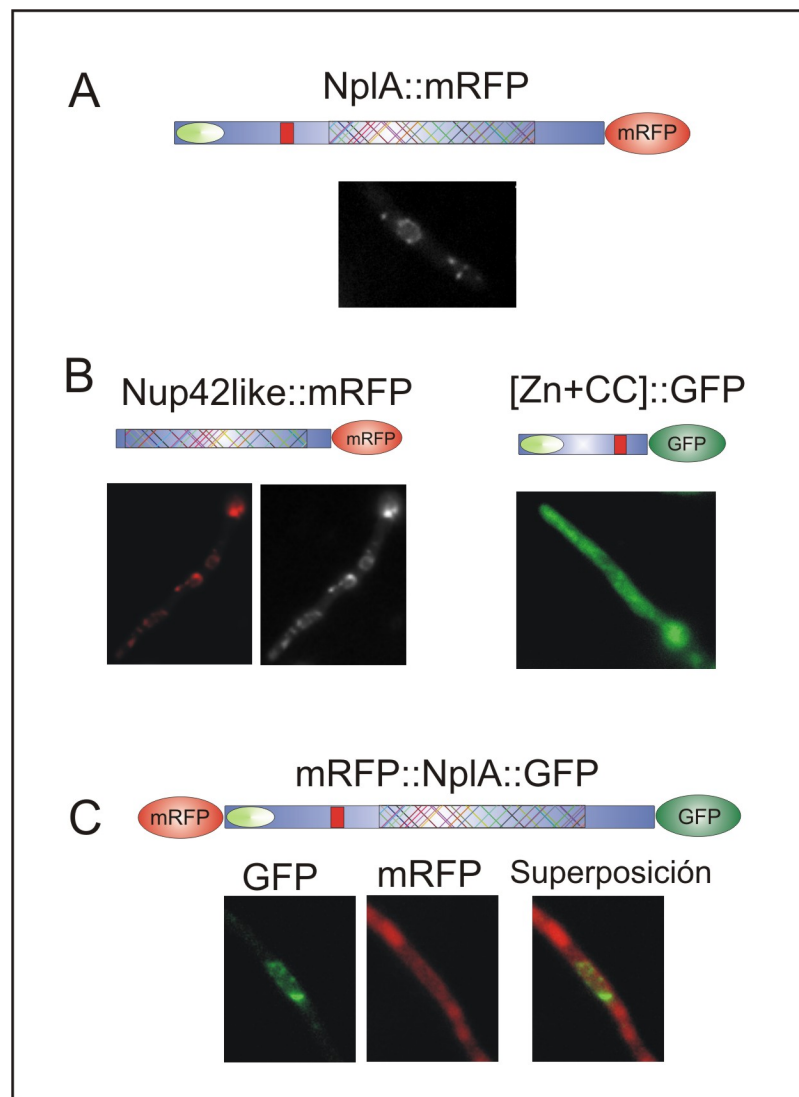 A
NplA::mRFP
mRFP
B
Nup42like::mRFP
[Zn+CC]::GFP
mRFP
GFP
mRFP::NplA::GFP
C
mRFP
GFP
GFP
mRFP
Superposición